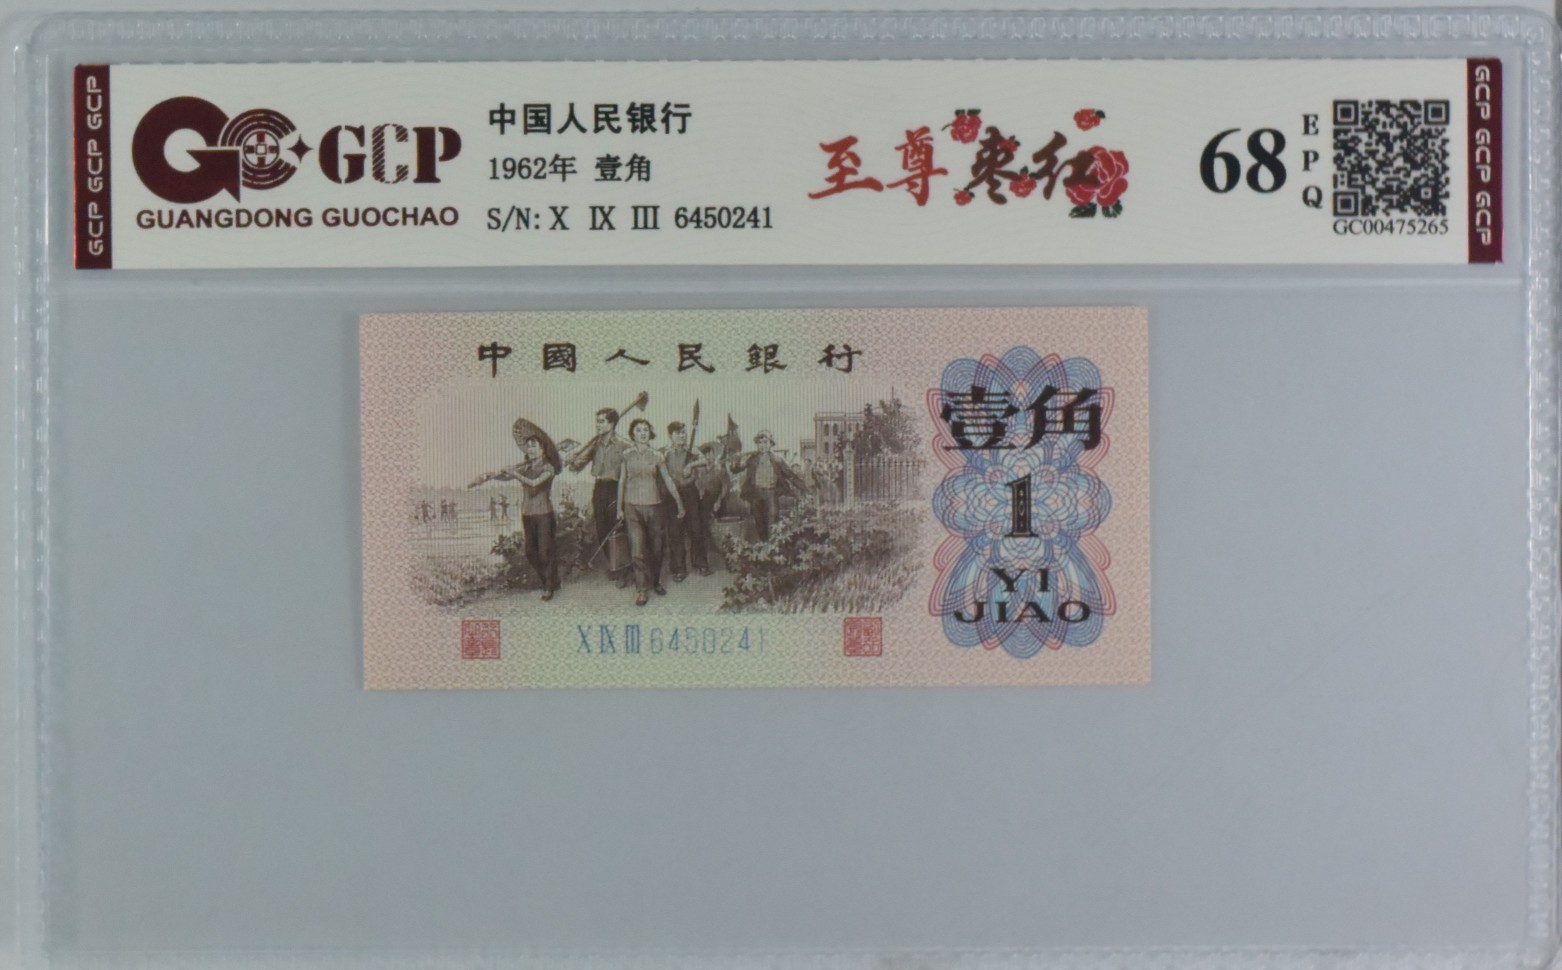 GCP GCP GCP
GCP
GUANGDONG GUOCHAO
中国人民银行
1962年 壹角
S/N: X IX III 6450241
至尊枣红
68
EPQ
GC00475265
GCP GCP GCP
中國人民銀行
壹角
1
YI
JIAO
X IX III 6450241